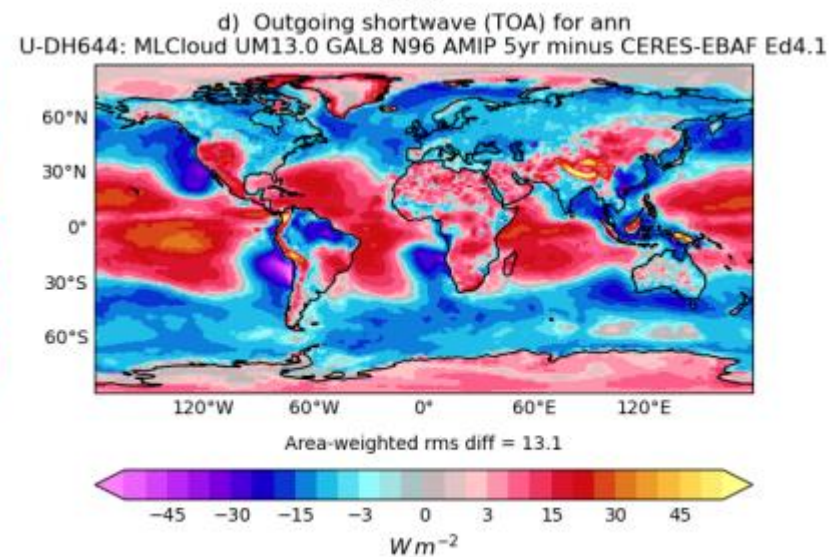 d) Outgoing shortwave (TOA) for ann
U-DH644: MLCloud UM13.0 GAL8 N96 AMIP 5yr minus CERES-EBAF Ed4.1
60°N
30°N
0°
30°S
60°S
120°W 60°W 0° 60°E 120°E
Area-weighted rms diff = 13.1
−45 −30 −15 −3 0 3 15 30 45
W m⁻²